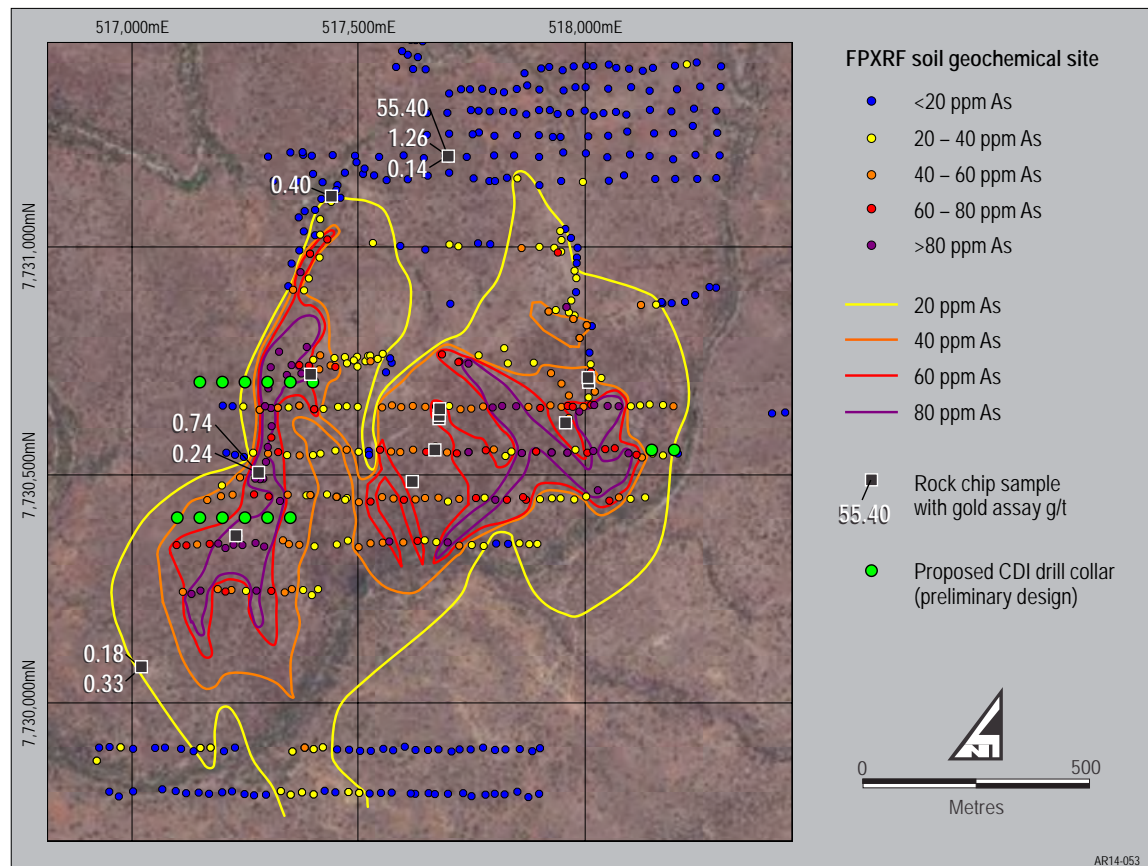 517,000mE
517,500mE
518,000mE
7,731,000mN
7,730,500mN
7,730,000mN
55.40
1.26
0.14
0.40
0.74
0.24
0.18
0.33
FPXRF soil geochemical site
<20 ppm As
20 – 40 ppm As
40 – 60 ppm As
60 – 80 ppm As
>80 ppm As
20 ppm As
40 ppm As
60 ppm As
80 ppm As
Rock chip sample
with gold assay g/t
55.40
Proposed CDI drill collar
(preliminary design)
N
0
500
Metres
AR14-053